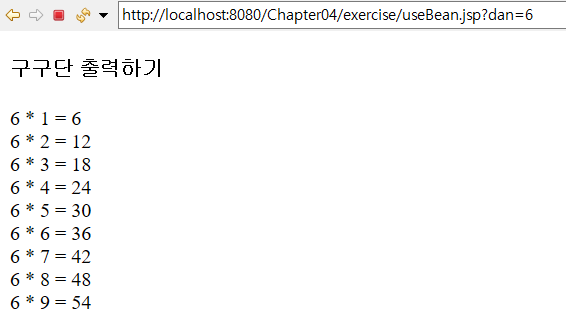 http://localhost:8080/Chapter04/exercise/useBean.jsp?dan=6
구구단 출력하기
6 * 1 = 6
6 * 2 = 12
6 * 3 = 18
6 * 4 = 24
6 * 5 = 30
6 * 6 = 36
6 * 7 = 42
6 * 8 = 48
6 * 9 = 54